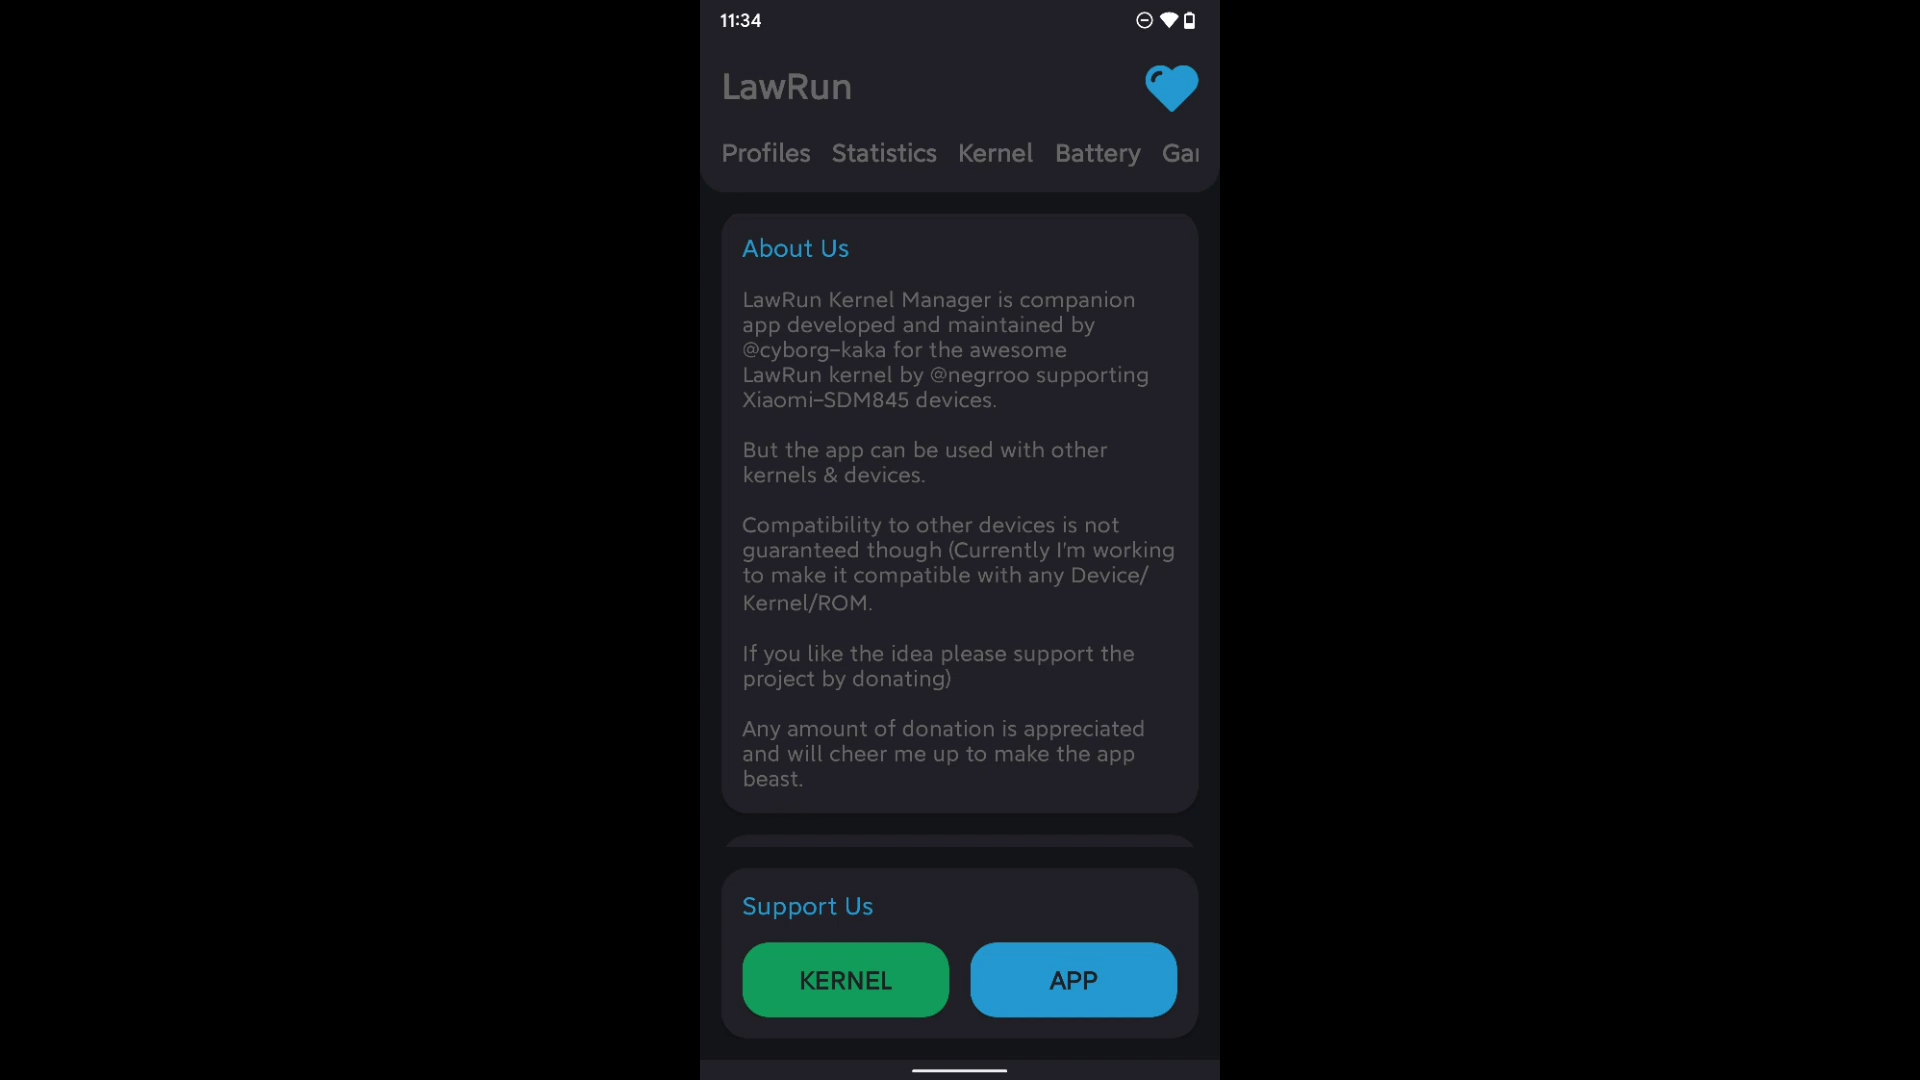 11:34
LawRun
Profiles Statistics Kernel Battery
About Us
LawRun Kernel Manager is companion
app developed and maintained by
@cyborg-kaka for the awesome
LawRun kernel by @negrroo supporting
Xiaomi-SDM845 devices.
But the app can be used with other
kernels & devices.
Compatibility to other devices is not
guaranteed though (Currently I'm working
to make it compatible with any Device/
Kernel/ROM.
If you like the idea please support the
project by donating)
Any amount of donation is appreciated
and will cheer me up to make the app
beast.
Support Us
KERNEL APP